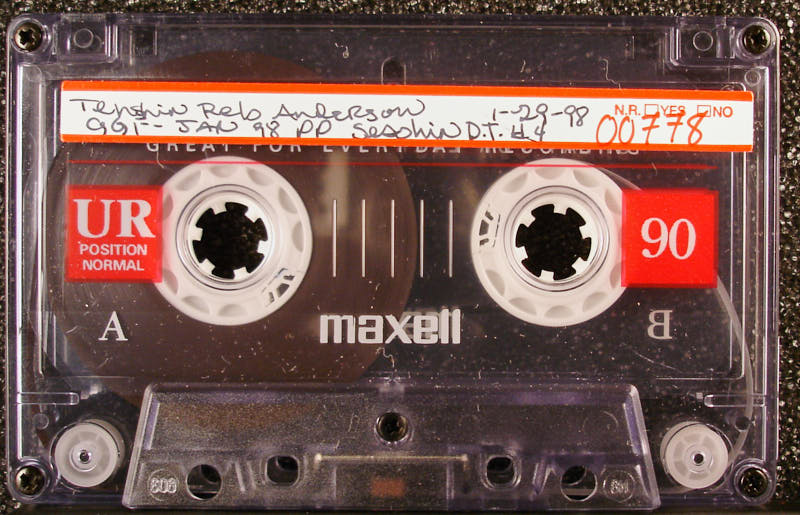 Tenshin Reb Anderson 1-29-98 N.R. YES NO
GGF - JAN 98 PP Sesshin D.T. #4 00778
GREAT FOR EVERYDAY RECORDING
UR
POSITION
NORMAL
90
A
maxell
B